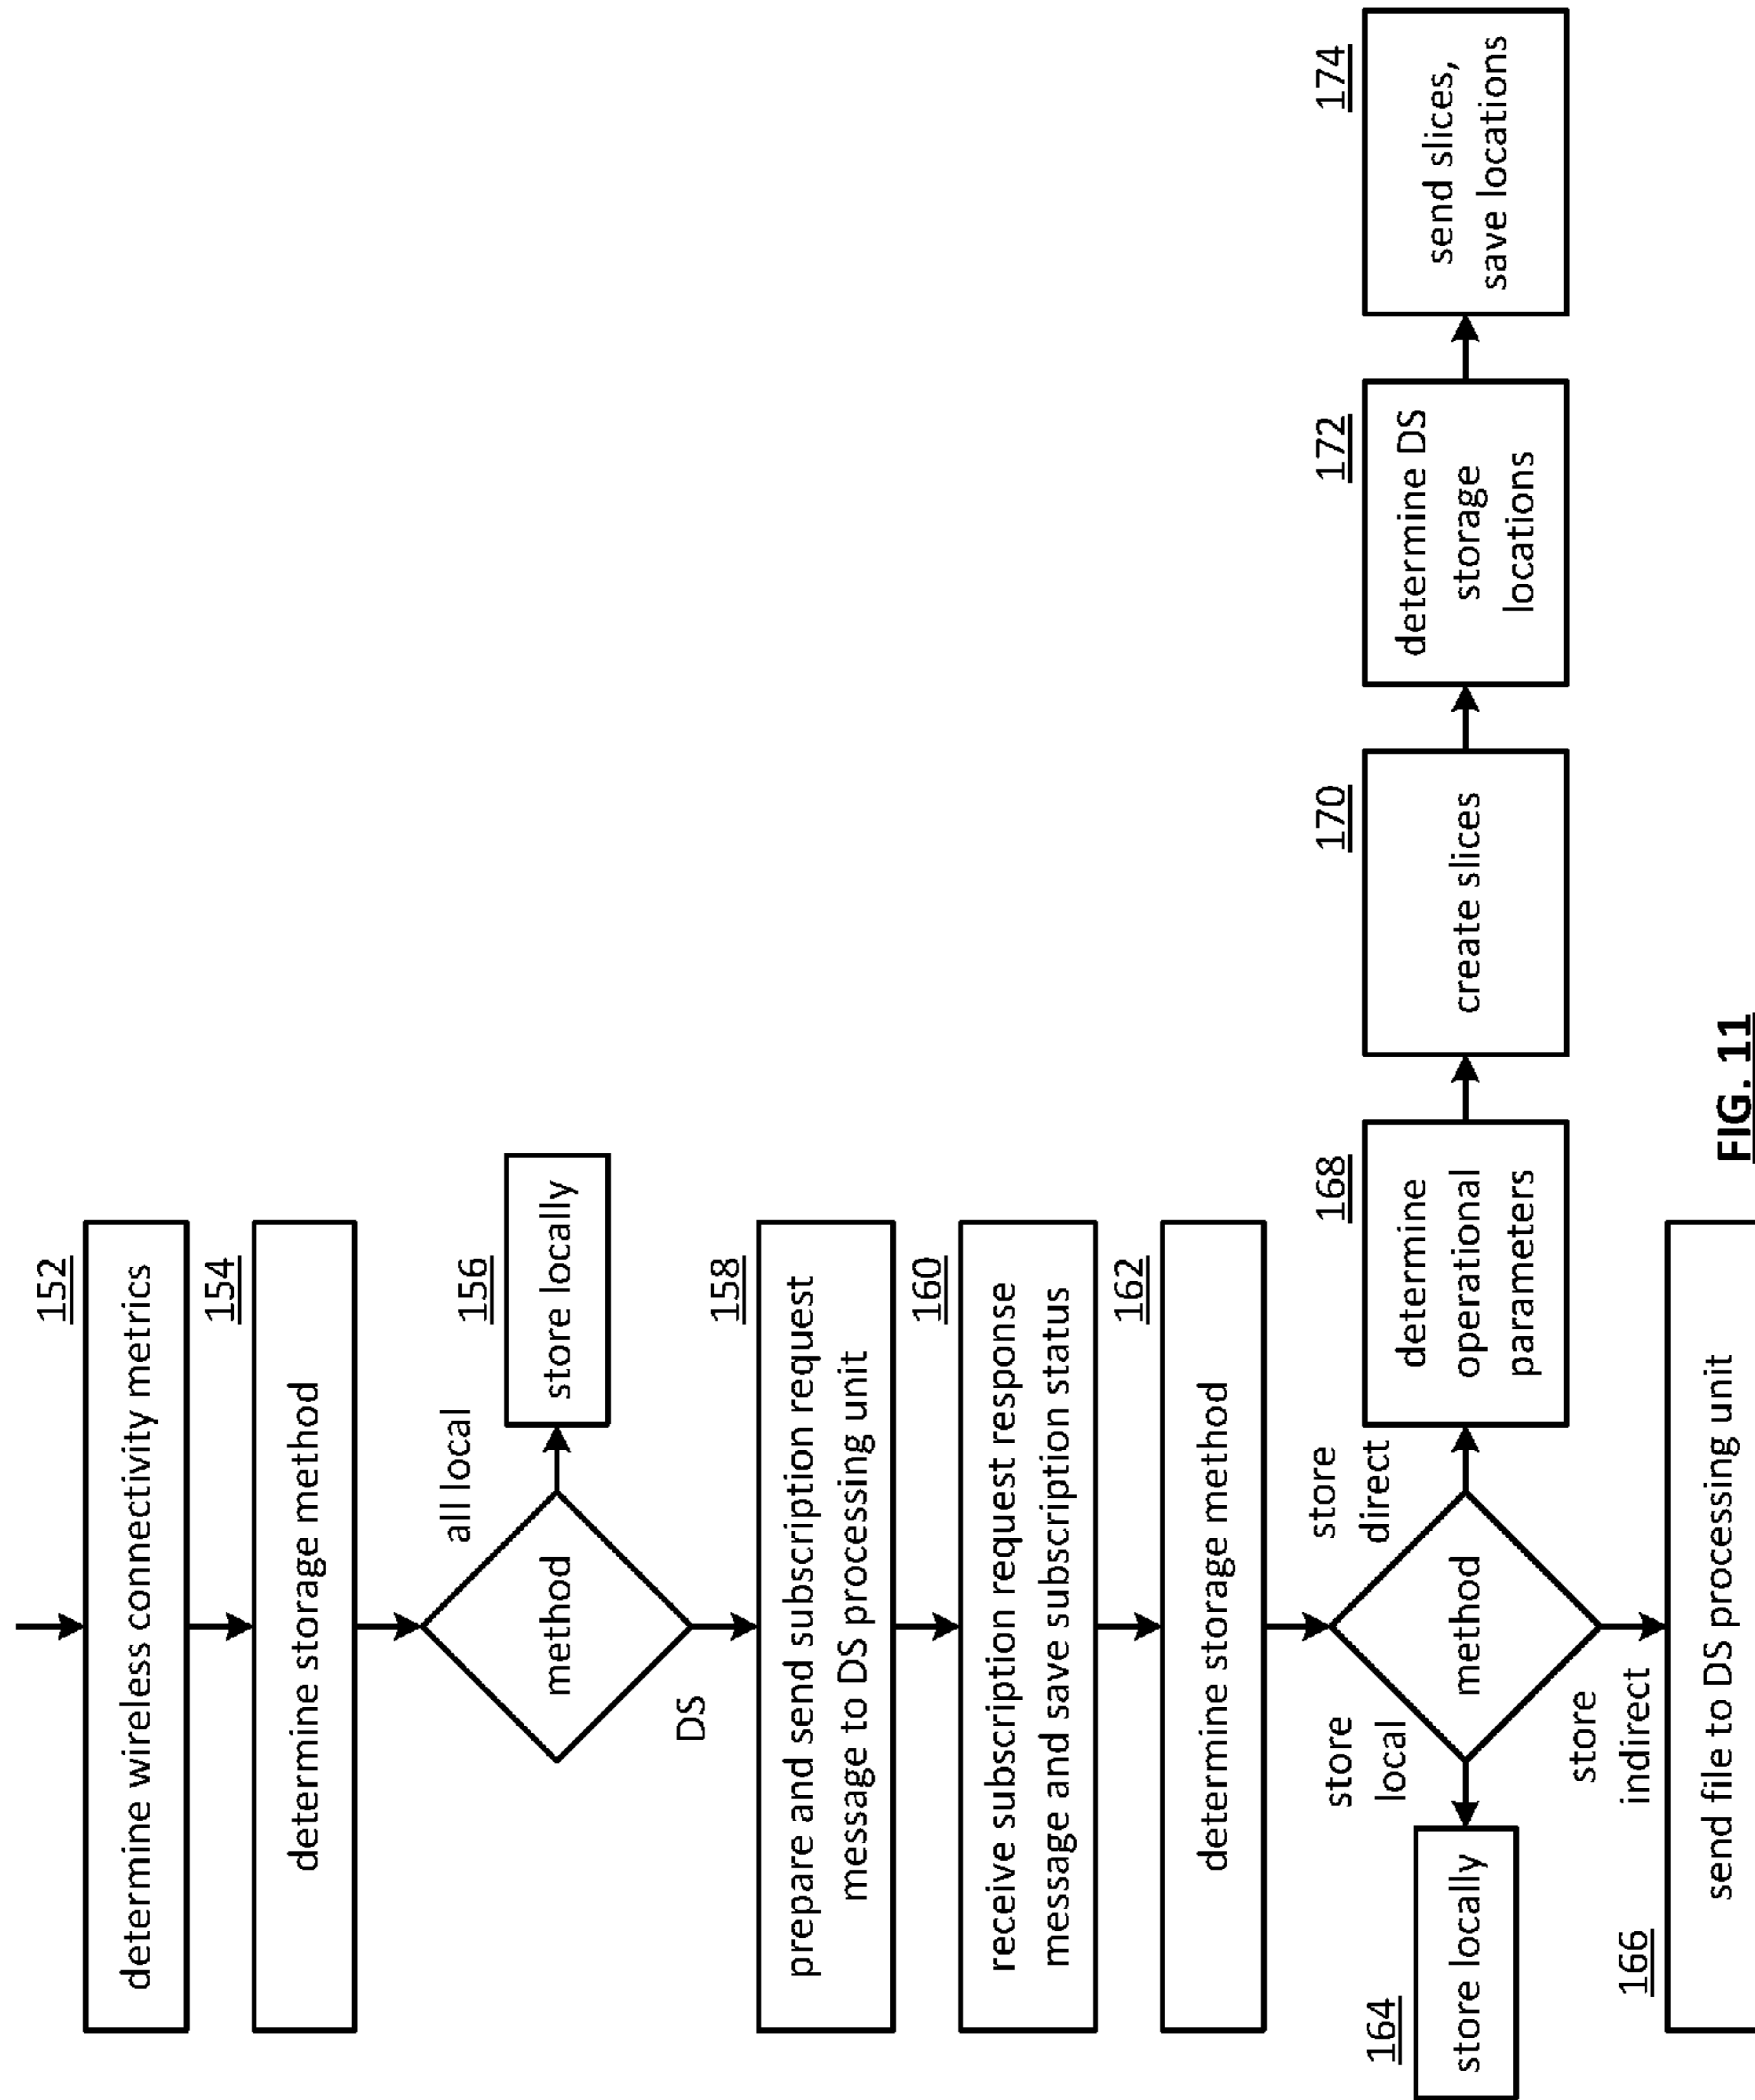 152
determine wireless connectivity metrics
154
determine storage method
method
all local
156
store locally
DS
158
prepare and send subscription request
message to DS processing unit
160
receive subscription request response
message and save subscription status
162
determine storage method
method
store
local
164
store locally
store
indirect
166
send file to DS processing unit
store
direct
168
determine
operational
parameters
170
create slices
172
determine DS
storage
locations
174
send slices,
save locations
FIG. 11